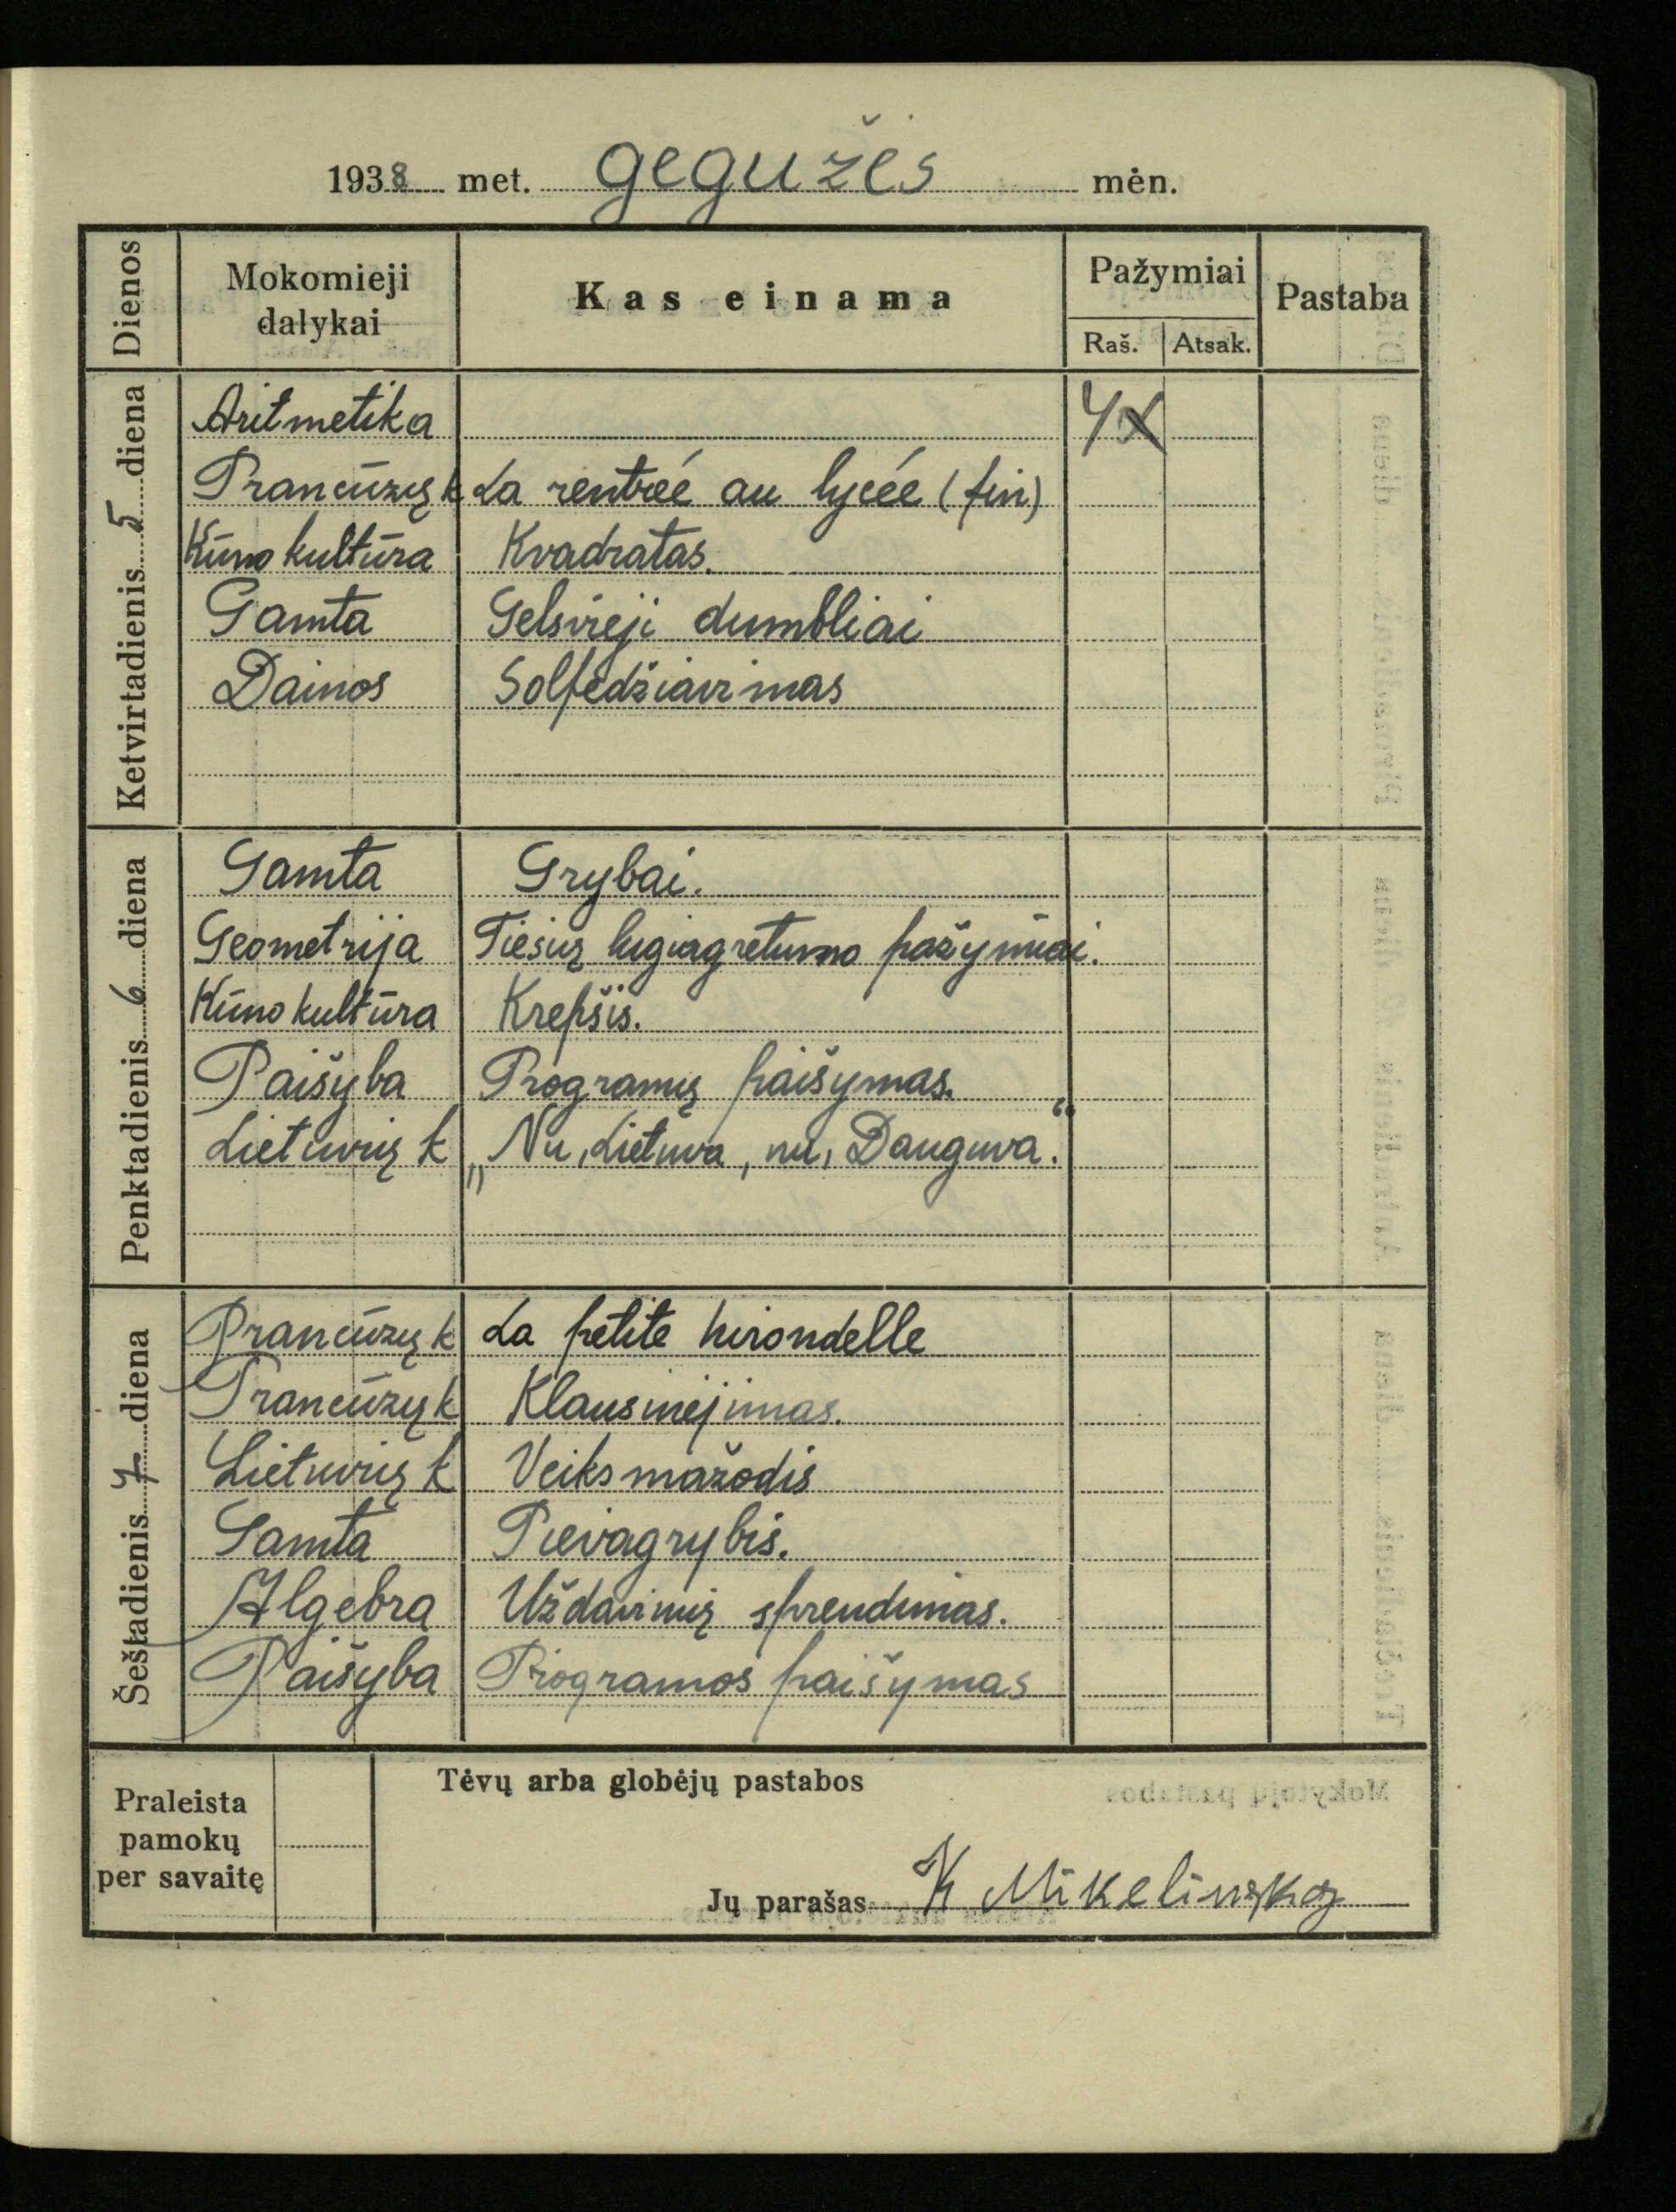 1938 met. gegužės mėn.
Dienos Mokomieji dalykai Kas einama Pažymiai Pastaba
Raš. Atsak.
Ketvirtadienis 5 diena
Aritmetika 4
Prancūzų k La rentreé au lycée (fin)
Kūno kultūra Kvadratas.
Gamta Gelsvieji dumbliai
Dainos Solfedžiavimas
Penktadienis 6 diena
Gamta Grybai.
Geometrija Tiesių lygiagretumo pažymiai.
Kūno kultūra Krepšis.
Paišyba Programų paišymas.
Lietuvių k „Nu, Lietuva, nu, Dauguva.“
Šeštadienis 7 diena
Prancūzų k La petite hirondelle
Prancūzų k Klausinėjimas.
Lietuvių k Veiksmažodis
Gamta Pievagrybis.
Algebra Uždavinių sprendimas.
Paišyba Programos paišymas
Praleista pamokų per savaitę
Tėvų arba globėjų pastabos
Jų parašas K Mikelinskas